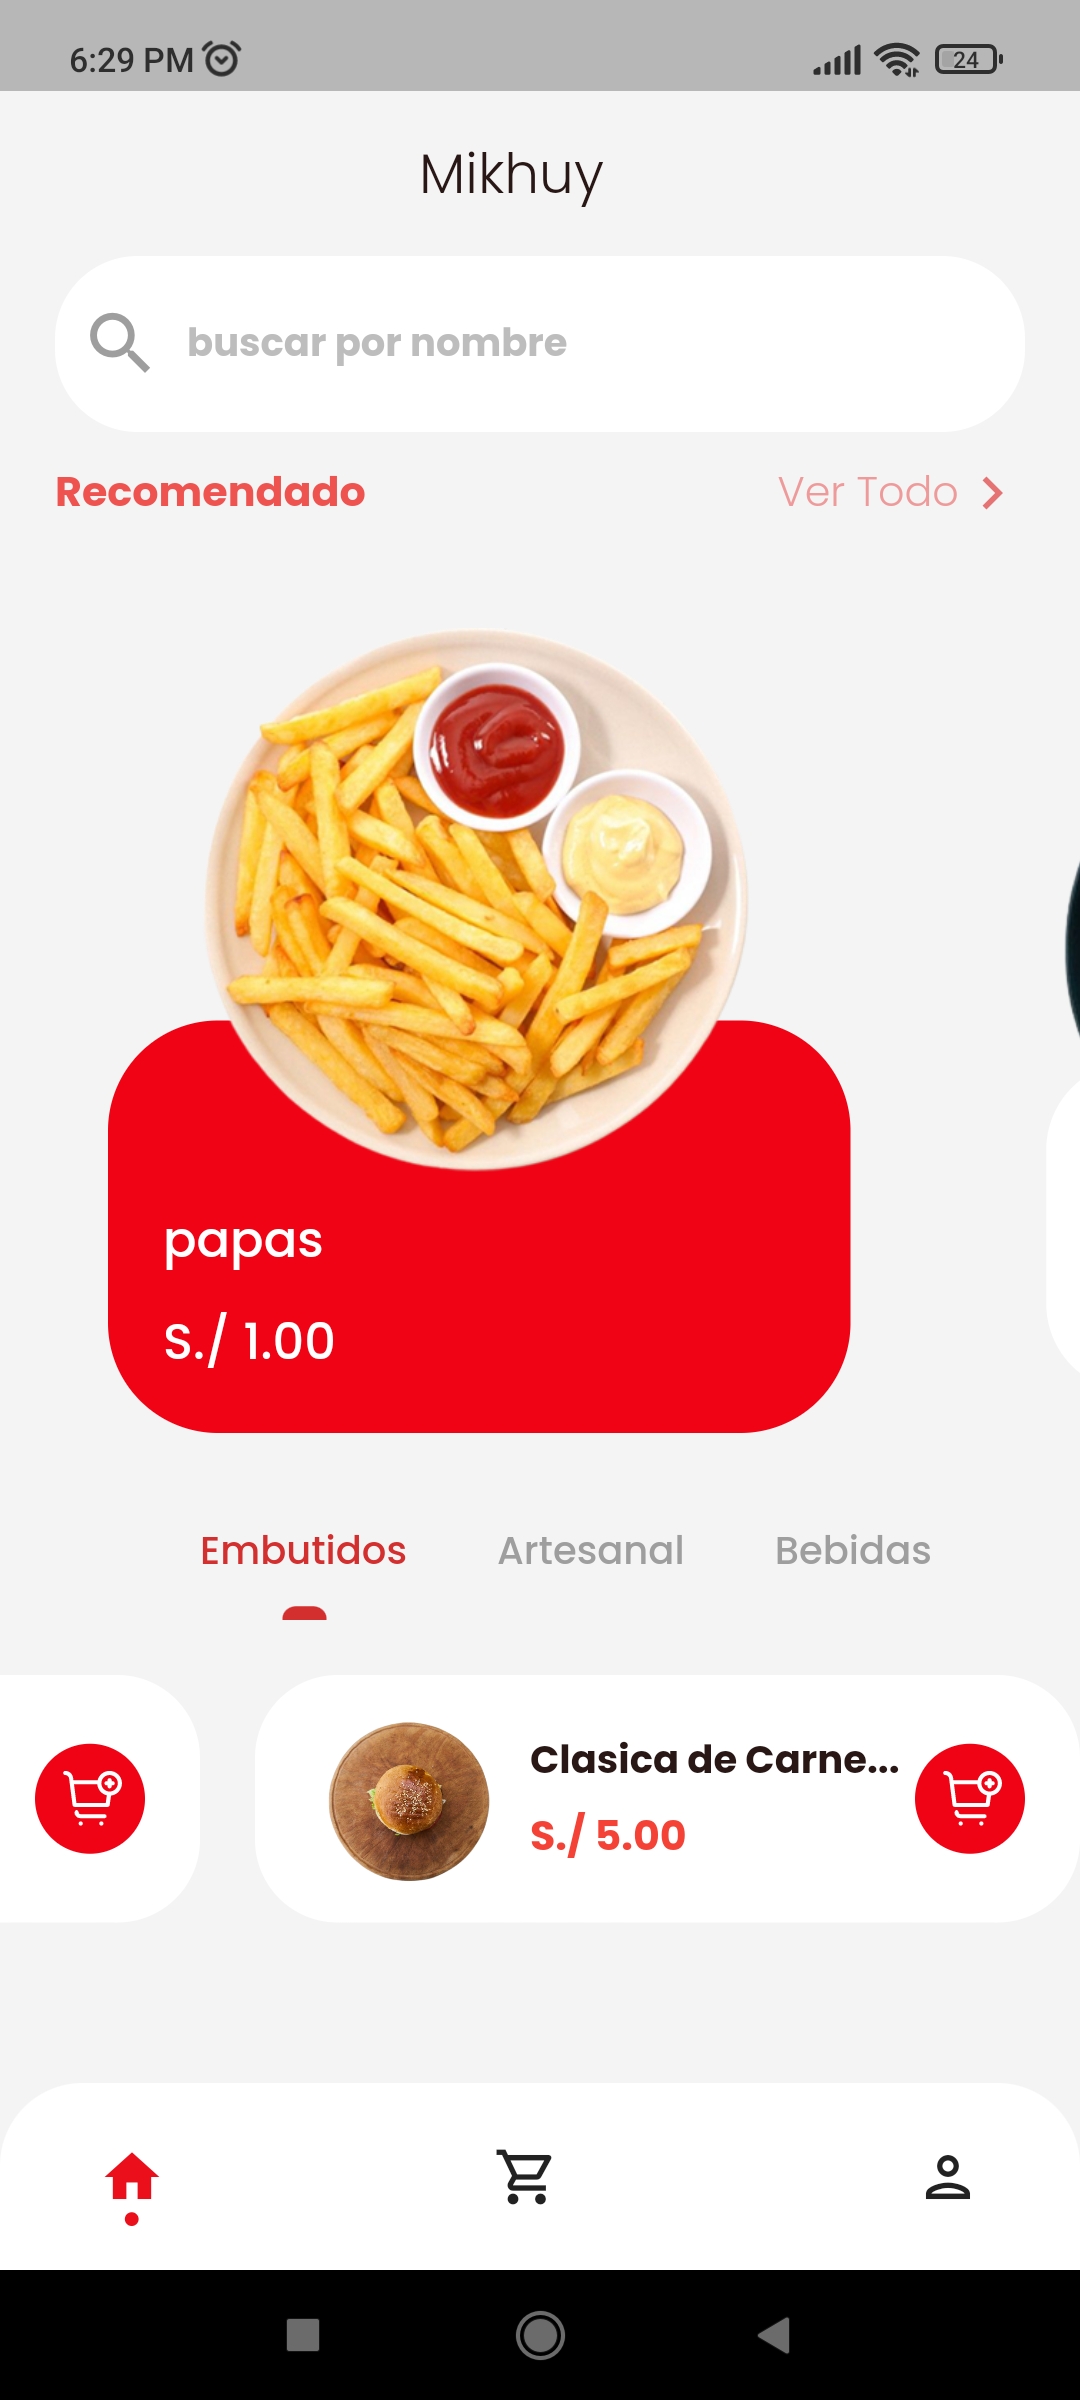 6:29 PM
24
Mikhuy
buscar por nombre
Recomendado
Ver Todo
papas
S./ 1.00
Embutidos
Artesanal
Bebidas
Clasica de Carne...
S./ 5.00